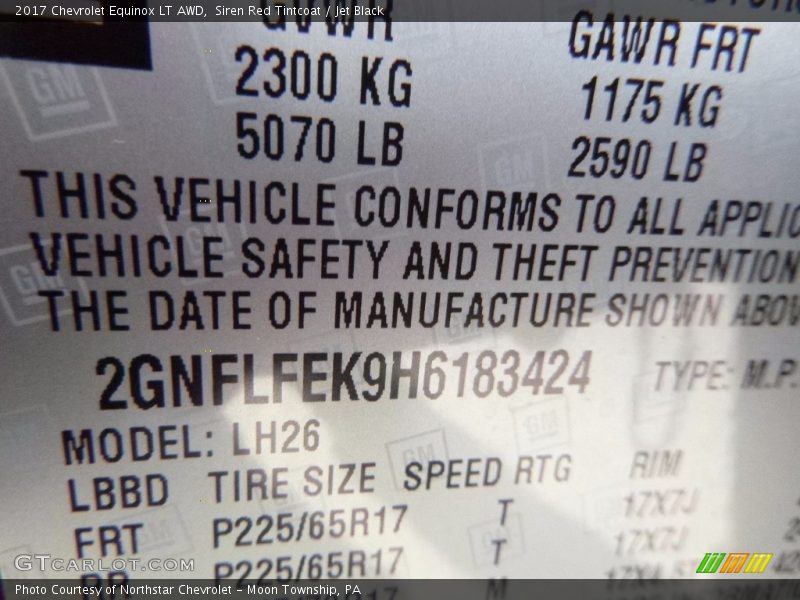 2017 Chevrolet Equinox LT AWD, Siren Red Tintcoat / Jet Black
GVWR GAWR FRT
2300 KG 1175 KG
5070 LB 2590 LB
THIS VEHICLE CONFORMS TO ALL APPLIC
VEHICLE SAFETY AND THEFT PREVENTION
THE DATE OF MANUFACTURE SHOWN ABOV
2GNFLFEK9H6183424 TYPE: M.P.
MODEL: LH26
LBBD TIRE SIZE SPEED RTG RIM
FRT P225/65R17 T 17X7J
P225/65R17 T 17X7J
GTCarLot.com
Photo Courtesy of Northstar Chevrolet – Moon Township, PA